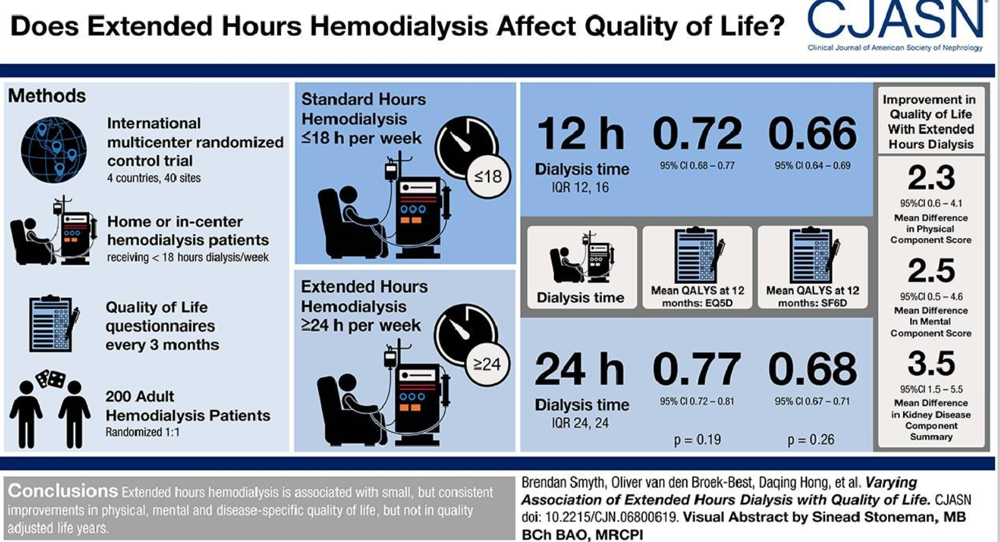 Does Extended Hours Hemodialysis Affect Quality of Life?
CJASN
Clinical Journal of American Society of Nephrology
Methods
International
multicenter randomized
control trial
4 countries, 40 sites
Home or in-center
hemodialysis patients
receiving < 18 hours dialysis/week
Quality of Life
questionnaires
every 3 months
200 Adult
Hemodialysis Patients
Randomized 1:1
Standard Hours
Hemodialysis
≤18 h per week
≤18
Extended Hours
Hemodialysis
≥24 h per week
≥24
12 h
Dialysis time
IQR 12, 16
0.72
95% CI 0.68 – 0.77
0.66
95% CI 0.64 – 0.69
Dialysis time
Mean QALYS at 12
months: EQ5D
Mean QALYS at 12
months: SF6D
24 h
Dialysis time
IQR 24, 24
0.77
95% CI 0.72 – 0.81
p = 0.19
0.68
95% CI 0.67 – 0.71
p = 0.26
Improvement in
Quality of Life
With Extended
Hours Dialysis
2.3
95%CI 0.6 – 4.1
Mean Difference
in Physical
Component Score
2.5
95%CI 0.5 – 4.6
Mean Difference
In Mental
Component Score
3.5
95%CI 1.5 – 5.5
Mean Difference
in Kidney Disease
Component
Summary
Conclusions Extended hours hemodialysis is associated with small, but consistent
improvements in physical, mental and disease-specific quality of life, but not in quality
adjusted life years.
Brendan Smyth, Oliver van den Broek-Best, Daqing Hong, et al. Varying
Association of Extended Hours Dialysis with Quality of Life. CJASN
doi: 10.2215/CJN.06800619. Visual Abstract by Sinead Stoneman, MB
BCh BAO, MRCPI